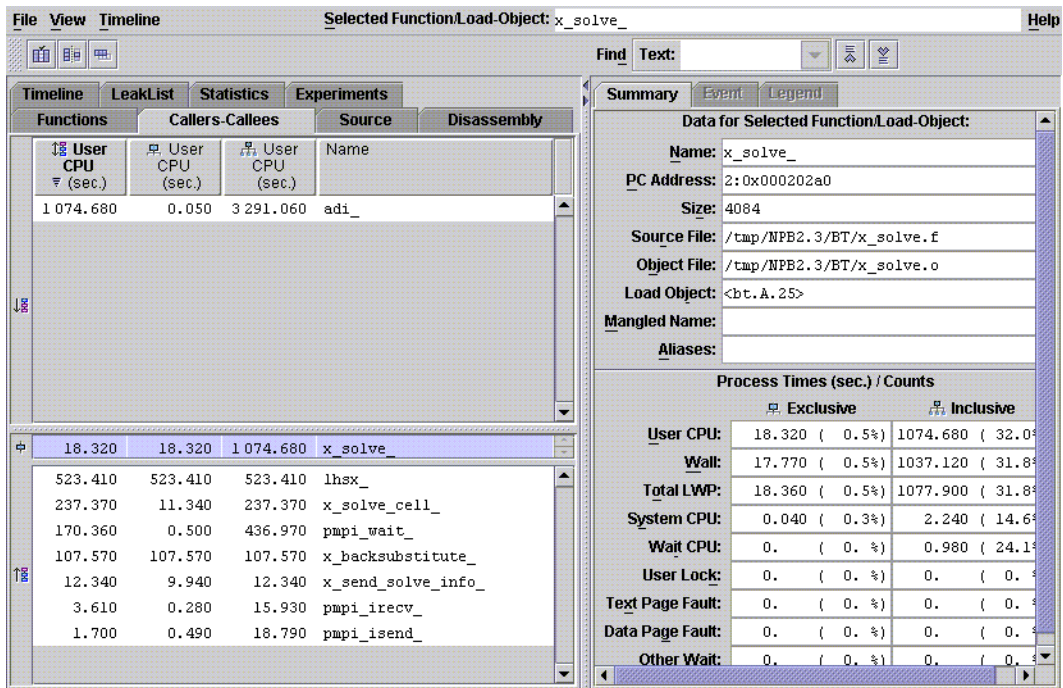 File View Timeline Selected Function/Load-Object: x_solve_ Help
Find Text:
Timeline LeakList Statistics Experiments
Functions Callers-Callees Source Disassembly
User CPU (sec.) User CPU (sec.) User CPU (sec.) Name
1 074.680 0.050 3 291.060 adi_
18.320 18.320 1 074.680 x_solve_
523.410 523.410 523.410 lhsx_
237.370 11.340 237.370 x_solve_cell_
170.360 0.500 436.970 pmpi_wait_
107.570 107.570 107.570 x_backsubstitute_
12.340 9.940 12.340 x_send_solve_info_
3.610 0.280 15.930 pmpi_irecv_
1.700 0.490 18.790 pmpi_isend_
Summary Event Legend
Data for Selected Function/Load-Object:
Name: x_solve_
PC Address: 2:0x000202a0
Size: 4084
Source File: /tmp/NPB2.3/BT/x_solve.f
Object File: /tmp/NPB2.3/BT/x_solve.o
Load Object: <bt.A.25>
Mangled Name:
Aliases:
Process Times (sec.) / Counts
Exclusive Inclusive
User CPU: 18.320 ( 0.5%) 1074.680 ( 32.0%
Wall: 17.770 ( 0.5%) 1037.120 ( 31.8%
Total LWP: 18.360 ( 0.5%) 1077.900 ( 31.8%
System CPU: 0.040 ( 0.3%) 2.240 ( 14.6%
Wait CPU: 0. ( 0. %) 0.980 ( 24.1%
User Lock: 0. ( 0. %) 0. ( 0. %
Text Page Fault: 0. ( 0. %) 0. ( 0. %
Data Page Fault: 0. ( 0. %) 0. ( 0. %
Other Wait: 0. ( 0. %) 0. ( 0. %